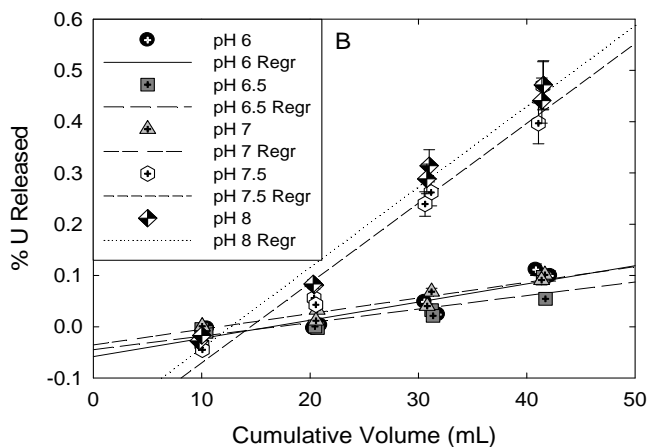 B
pH 6
pH 6 Regr
pH 6.5
pH 6.5 Regr
pH 7
pH 7 Regr
pH 7.5
pH 7.5 Regr
pH 8
pH 8 Regr
% U Released
0.6
0.5
0.4
0.3
0.2
0.1
0.0
-0.1
0 10 20 30 40 50
Cumulative Volume (mL)